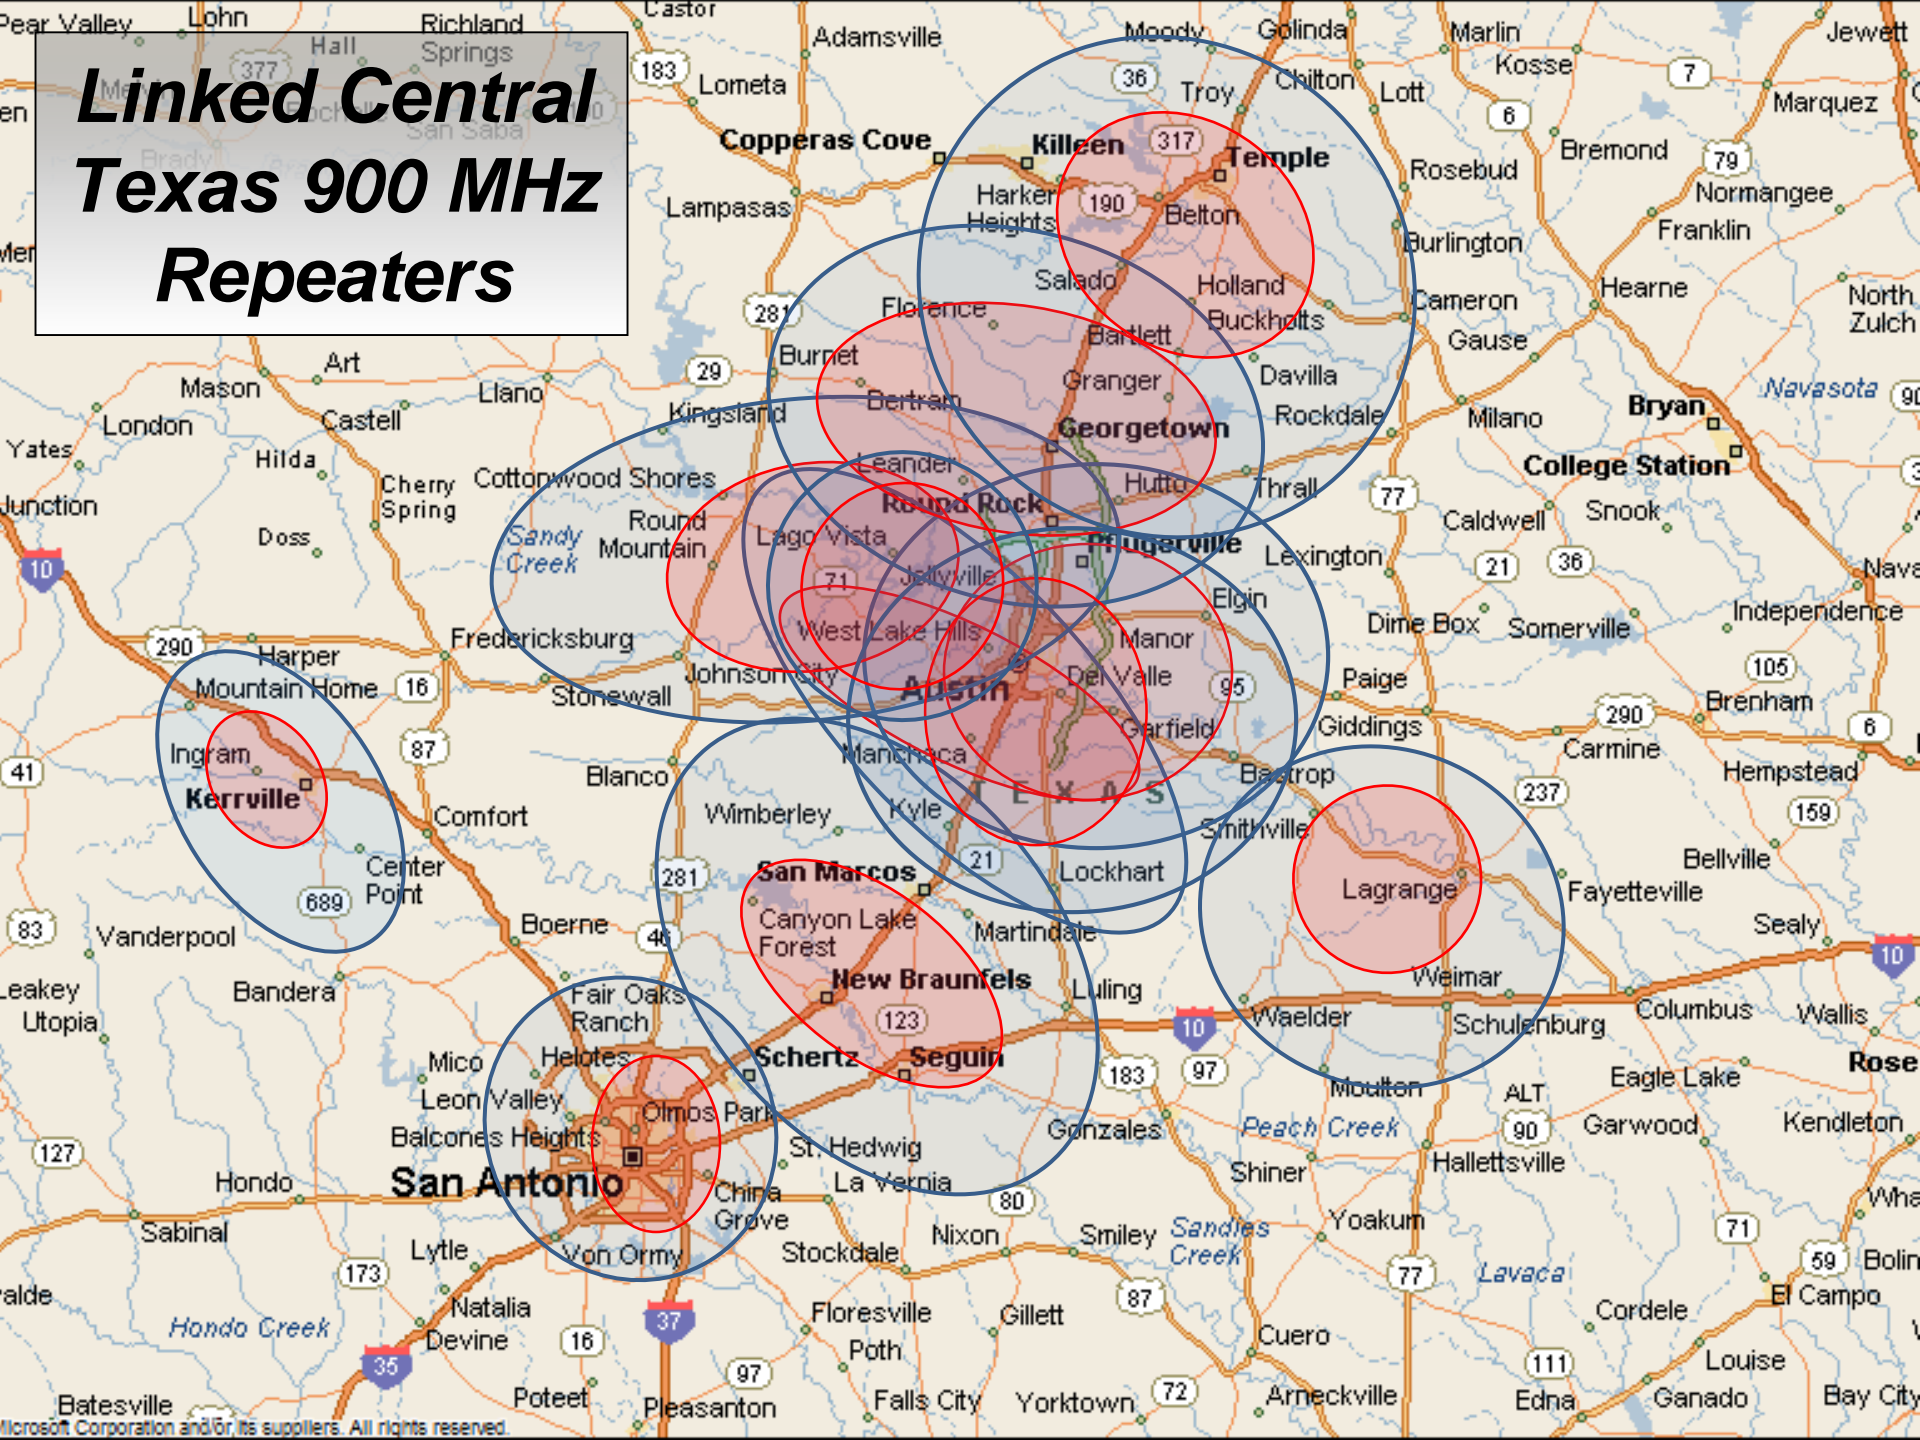 Linked Central
Texas 900 MHz
Repeaters
Pear Valley
Lohn
Hall
Richland
Springs
377
San Saba
Brady
Castor
183
Lometa
Adamsville
Moody
Golinda
Marlin
Jewett
36
Troy
Chilton
Lott
Kosse
7
Marquez
6
Copperas Cove
Killeen
317
Temple
Bremond
79
Rosebud
Normangee
Harker
Heights
190
Belton
Lampasas
Burlington
Franklin
Salado
Holland
Cameron
Hearne
North
Zulch
281
Florence
Buckholts
Bartlett
Gause
Burnet
Art
Mason
29
Llano
Granger
Davilla
Navasota
Castell
Kingsland
Bertram
Rockdale
Milano
Bryan
London
Georgetown
Yates
Hilda
Leander
College Station
Cottonwood Shores
Cherry
Spring
Hutto
Thrall
77
Junction
Round Rock
Caldwell
Snook
Round
Mountain
Doss
Sandy
Creek
Lago Vista
Pflugerville
Lexington
21
36
10
71
Jollyville
Elgin
Independence
Dime Box
Somerville
290
Fredericksburg
West Lake Hills
Manor
Harper
105
Mountain Home
16
Johnson City
Stonewall
Del Valle
Austin
95
Paige
Brenham
Giddings
290
6
Garfield
Ingram
87
Manchaca
Carmine
41
Blanco
Bastrop
Hempstead
Kerrville
TEXAS
237
Comfort
Wimberley
Kyle
Smithville
159
Center
Point
San Marcos
21
Lockhart
Bellville
281
689
Lagrange
Fayetteville
Canyon Lake
Forest
83
Vanderpool
Boerne
46
Martindale
Sealy
10
New Braunfels
Weimar
Leakey
Bandera
Fair Oaks
Ranch
Luling
Utopia
123
10
Waelder
Schulenburg
Columbus
Wallis
Mico
Helotes
Schertz
Seguin
183
97
Eagle Lake
Rose
Moulton
ALT
90
Leon Valley
Olmos Park
Balcones Heights
Gonzales
Peach Creek
Garwood
Kendleton
127
St. Hedwig
Hondo
San Antonio
La Vernia
Shiner
Hallettsville
China
Grove
80
Sabinal
Nixon
Smiley
Sandies
Creek
Yoakum
71
Lytle
Von Ormy
Stockdale
173
77
Lavaca
59
87
El Campo
Natalia
Hondo Creek
Devine
37
Floresville
Gillett
Cordele
16
Poth
Cuero
35
97
111
Louise
Batesville
Poteet
Pleasanton
Falls City
Yorktown
72
Arneckville
Edna
Ganado
Bay City
Microsoft Corporation and/or its suppliers. All rights reserved.